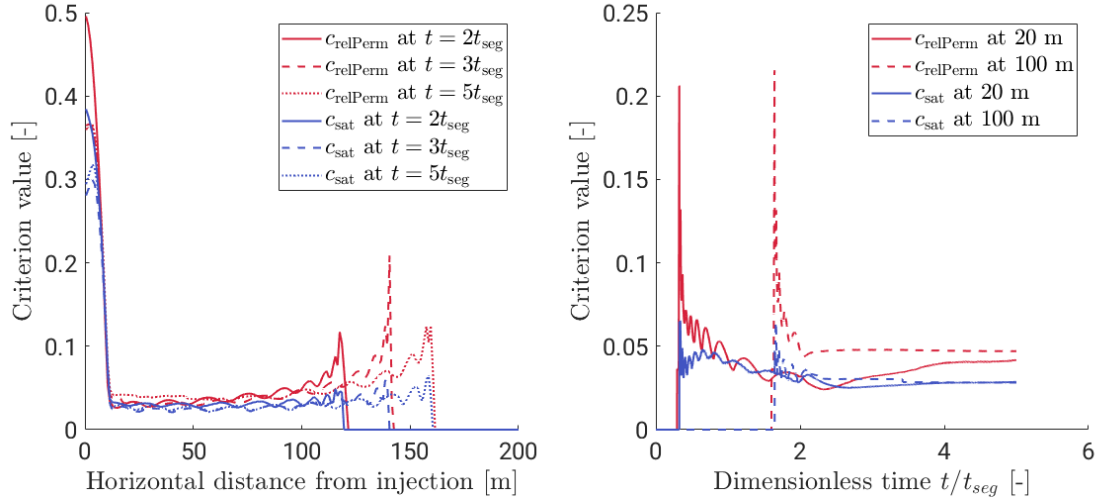 0.5
0.4
0.3
0.2
0.1
0
0
50
100
150
200
Criterion value [-]
Horizontal distance from injection [m]
c_relPerm at t = 2t_seg
c_relPerm at t = 3t_seg
c_relPerm at t = 5t_seg
c_sat at t = 2t_seg
c_sat at t = 3t_seg
c_sat at t = 5t_seg
0.25
0.2
0.15
0.1
0.05
0
0
2
4
6
Criterion value [-]
Dimensionless time t/t_seg [-]
c_relPerm at 20 m
c_relPerm at 100 m
c_sat at 20 m
c_sat at 100 m